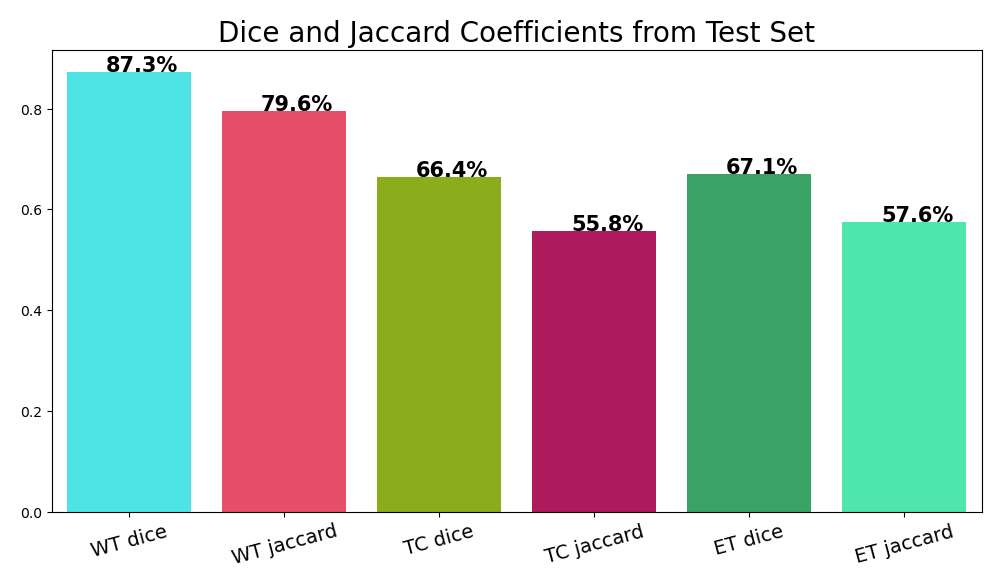 Dice and Jaccard Coefficients from Test Set
87.3%
79.6%
66.4%
55.8%
67.1%
57.6%
0.8
0.6
0.4
0.2
0.0
WT dice
WT jaccard
TC dice
TC jaccard
ET dice
ET jaccard